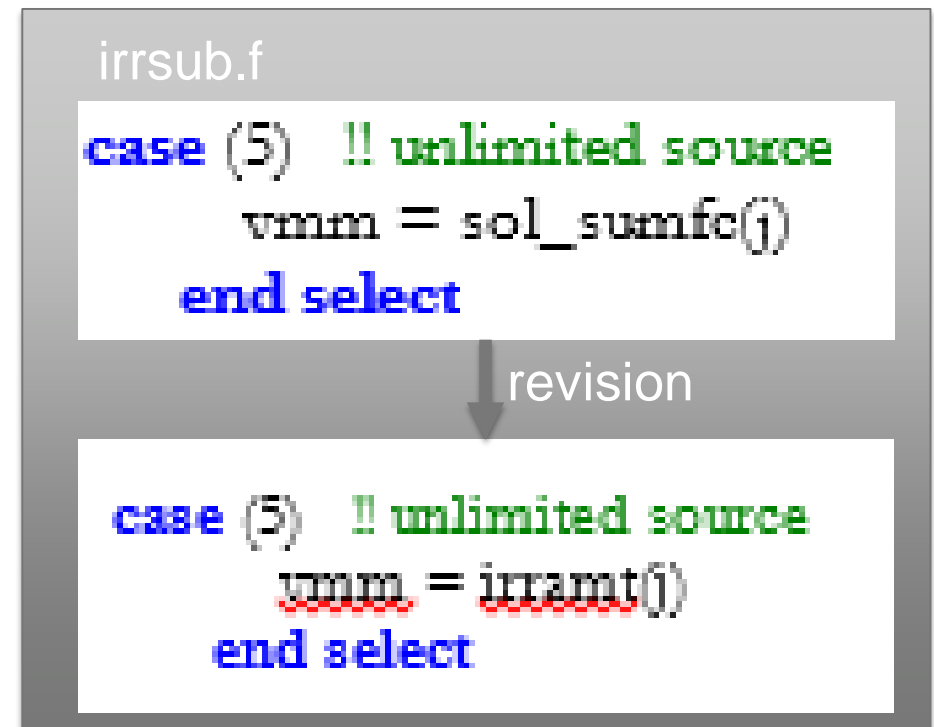 irrsub.f
case (5) !! unlimited source
vmm = sol_sumfc(j)
end select
revision
case (5) !! unlimited source
vmm = irramt(j)
end select